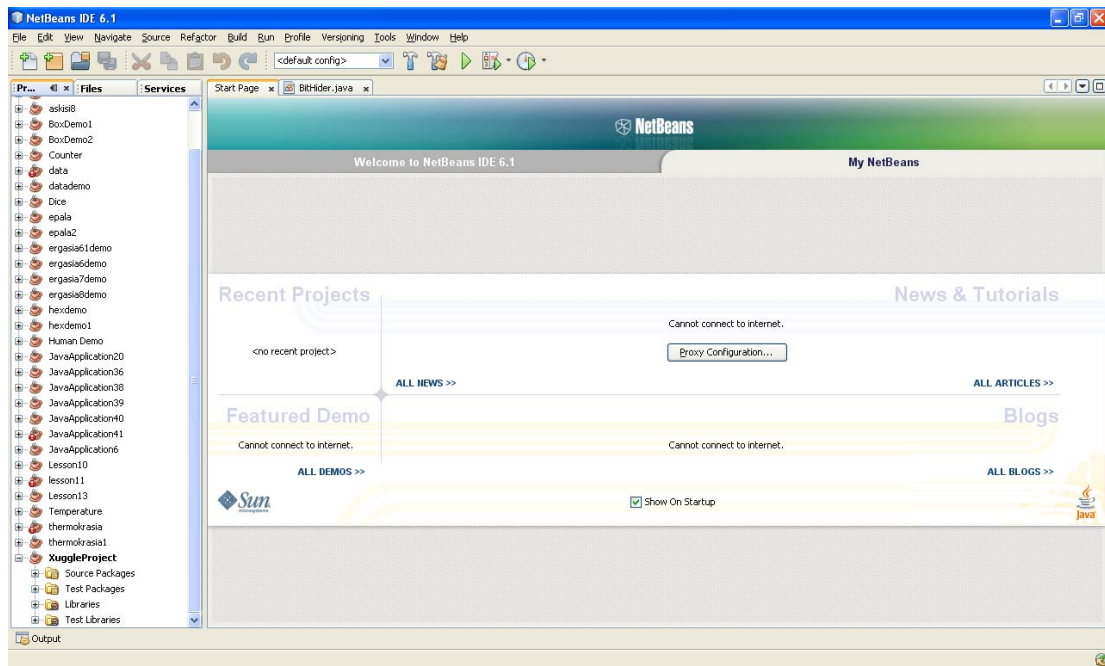 NetBeans IDE 6.1
File Edit View Navigate Source Refactor Build Run Profile Versioning Tools Window Help
<default config>
Pr... Files Services
Start Page BitHider.java
askisi8
BoxDemo1
BoxDemo2
Counter
data
datademo
Dice
epala
epala2
ergasia61demo
ergasia6demo
ergasia7demo
ergasia8demo
hexdemo
hexdemo1
Human Demo
JavaApplication20
JavaApplication36
JavaApplication38
JavaApplication39
JavaApplication40
JavaApplication41
JavaApplication6
Lesson10
lesson11
Lesson13
Temperature
thermokrasia
thermokrasia1
XuggleProject
Source Packages
Test Packages
Libraries
Test Libraries
NetBeans
Welcome to NetBeans IDE 6.1 My NetBeans
Recent Projects
<no recent project>
News & Tutorials
Cannot connect to internet.
Proxy Configuration...
ALL NEWS >> ALL ARTICLES >>
Featured Demo
Cannot connect to internet.
ALL DEMOS >>
Blogs
Cannot connect to internet.
ALL BLOGS >>
Sun
microsystems
Show On Startup
Java
Output